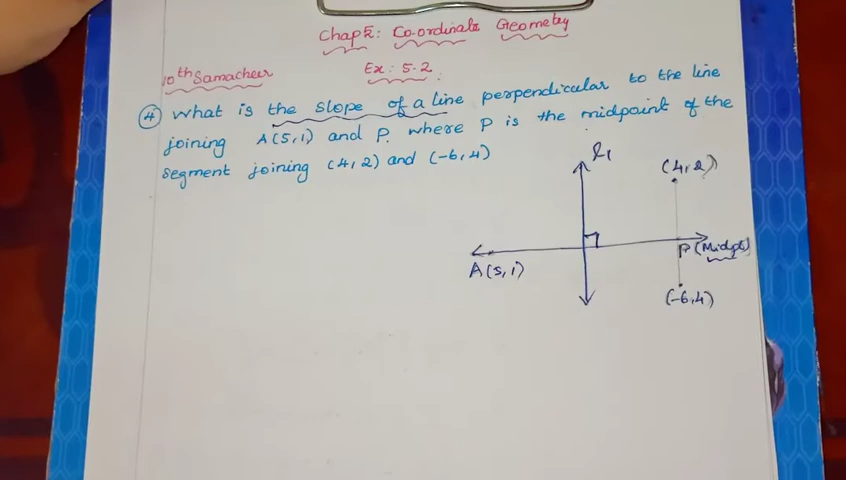 Chapt: Co-ordinate Geometry
10th Samacheer
Ex: 5.2
④ What is the slope of a line perpendicular to the line
joining A(5,1) and P. where P is the midpoint of the
segment joining (4,2) and (-6,4)
l1
(4,2)
P (Midpt)
A(5,1)
(-6,4)